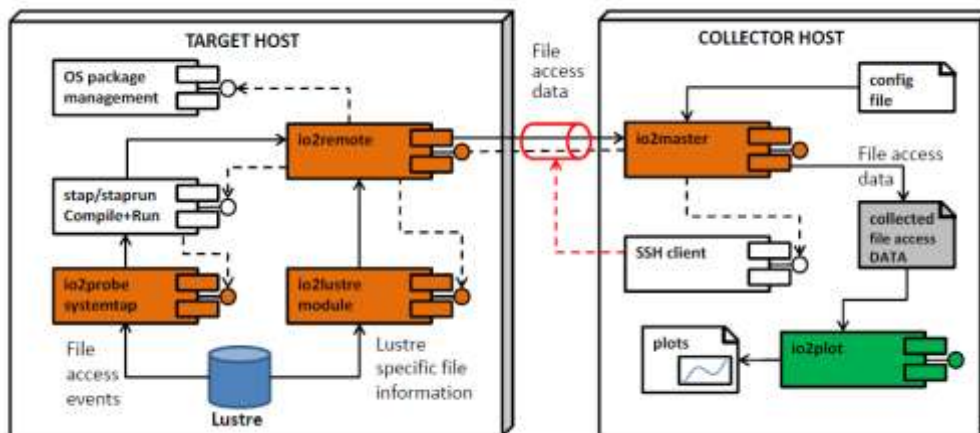 TARGET HOST
OS package
management
io2remote
stap/staprun
Compile+Run
io2probe
systemtap
io2lustre
module
File
access
events
Lustre
specific file
information
Lustre
File
access
data
COLLECTOR HOST
config
file
io2master
File access
data
collected
file access
DATA
SSH client
plots
io2plot